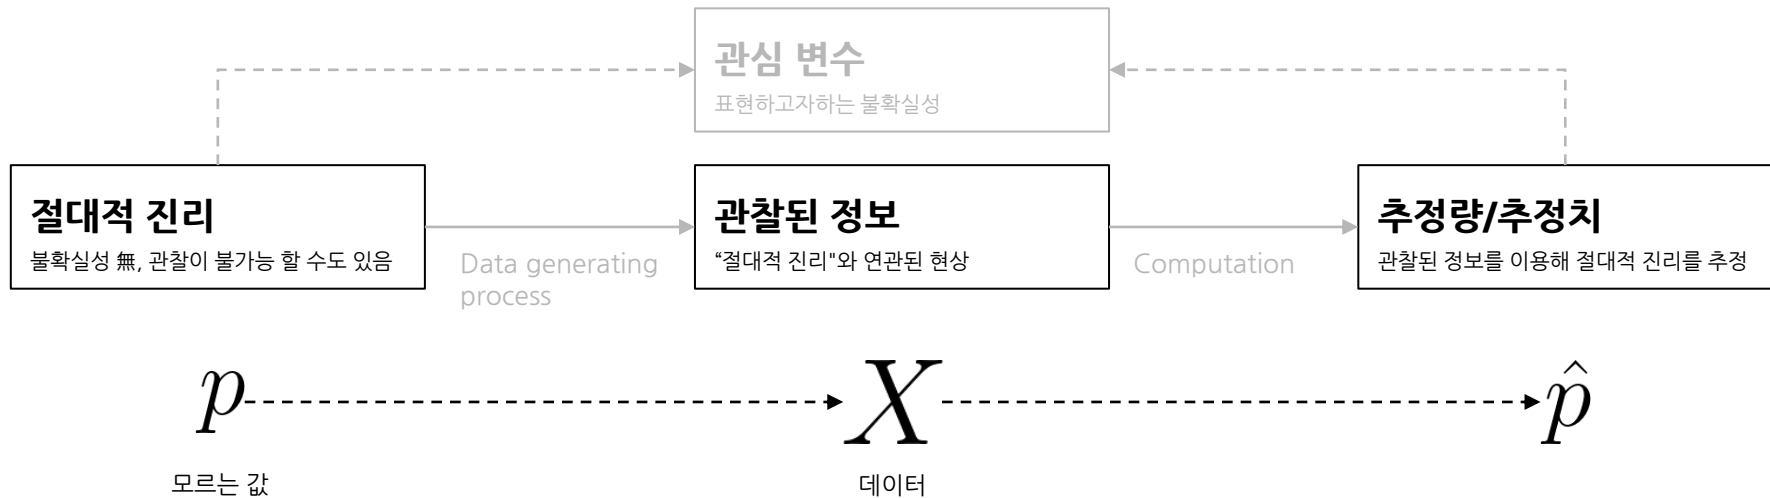 관심 변수
표현하고자하는 불확실성
절대적 진리
불확실성 無, 관찰이 불가능 할 수도 있음
Data generating
process
관찰된 정보
“절대적 진리"와 연관된 현상
Computation
추정량/추정치
관찰된 정보를 이용해 절대적 진리를 추정
p
X
p̂
모르는 값
데이터